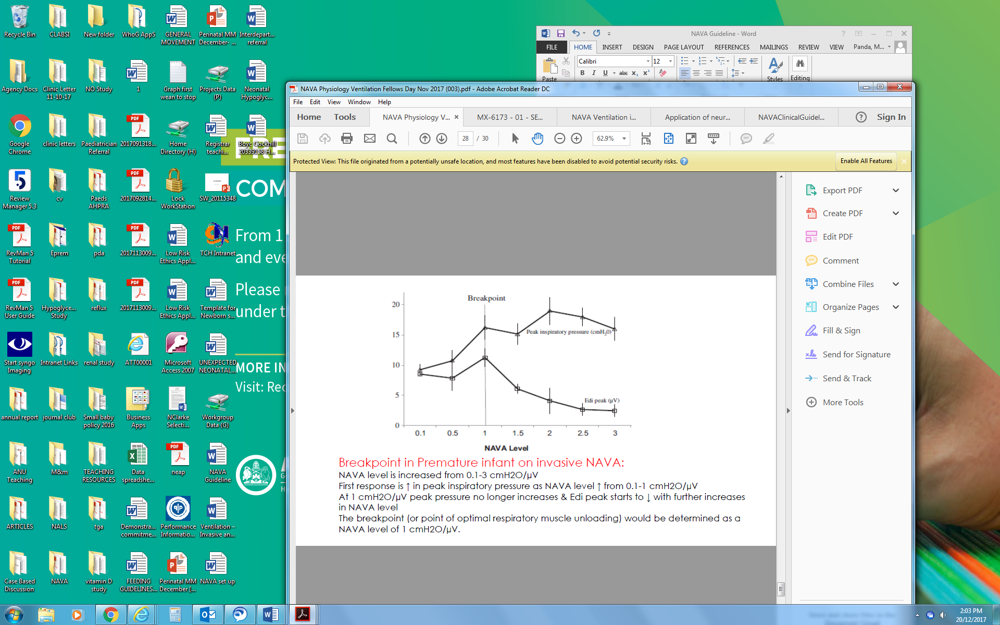 Recycle Bin
CLABSI
New folder
WhoG AppS
GENERAL MOVEMENT
Perinatal MM December- ...
Interdepart... referral
Agency Docs
Clinic Letter 11-10-17
NO Study
1
Graph first wean to stop
Projects Data (P)
Neonatal Hypoglyc...
Google Chrome
clinic letters
Paediatrician Referral
2017091318...
Home Directory (H)
Registrar teachi...
Review Manager 5.3
cv
Paeds AHPRA
2017092814...
Lock WorkStation
SW_20115348
COM
RevMan 5 Tutorial
Eprem
pda
2017113009...
Low Risk Ethics Appl...
TCH Intranet
From 1
and eve
RevMan 5 User Guide
Hypoglyce... Study
reflux
2017113009...
Low Risk Ethics Appl...
Template for Newborn s...
Please
under t
Start syngo Imaging
Intranet Links
renal study
ATT00001
Microsoft Access 2007
UNEXPECTED NEONATAL...
MORE IN
Visit: Rec
annual report
journal club
Small baby policy 2016
Business Apps
NClarke Selecti...
Workgroup Data (G)
ANU Teaching
M&m
TEACHING RESOURCES
Data spreadshe...
neap
NAVA Guideline
ARTICLES
NALS
tga
Demonstra... commitme...
Performance Informatio...
Ventilation – Invasive an...
Case Based Discussion
NAVA
vitamin D study
FEEDING GUIDELINES...
Perinatal MM December [...
NAVA set up
NAVA Guideline - Word
FILE HOME INSERT DESIGN PAGE LAYOUT REFERENCES MAILINGS REVIEW VIEW Panda, M...
Calibri 12
B I U abc x₂ x²
Paste Styles Editing
NAVA Physiology Ventilation Fellows Day Nov 2017 (003).pdf - Adobe Acrobat Reader DC
File Edit View Window Help
Home Tools NAVA Physiology V... MX-6173 - 01 - SE... NAVA Ventilation i... Application of neur... NAVAClinicalGuidel... Sign In
28 / 30 62.9%
Protected View: This file originated from a potentially unsafe location, and most features have been disabled to avoid potential security risks. Enable All Features
Export PDF
Create PDF
Edit PDF
Comment
Combine Files
Organize Pages
Fill & Sign
Send for Signature
Send & Track
More Tools
Breakpoint
20
15
10
5
0
Peak inspiratory pressure (cmH₂0)
Edi peak (µV)
0.1 0.5 1 1.5 2 2.5 3
NAVA Level
Breakpoint in Premature infant on invasive NAVA:
NAVA level is increased from 0.1-3 cmH2O/µV
First response is ↑ in peak inspiratory pressure as NAVA level ↑ from 0.1-1 cmH2O/µV
At 1 cmH2O/µV peak pressure no longer increases & Edi peak starts to ↓ with further increases
in NAVA level
The breakpoint (or point of optimal respiratory muscle unloading) would be determined as a
NAVA level of 1 cmH2O/µV.
2:03 PM
20/12/2017